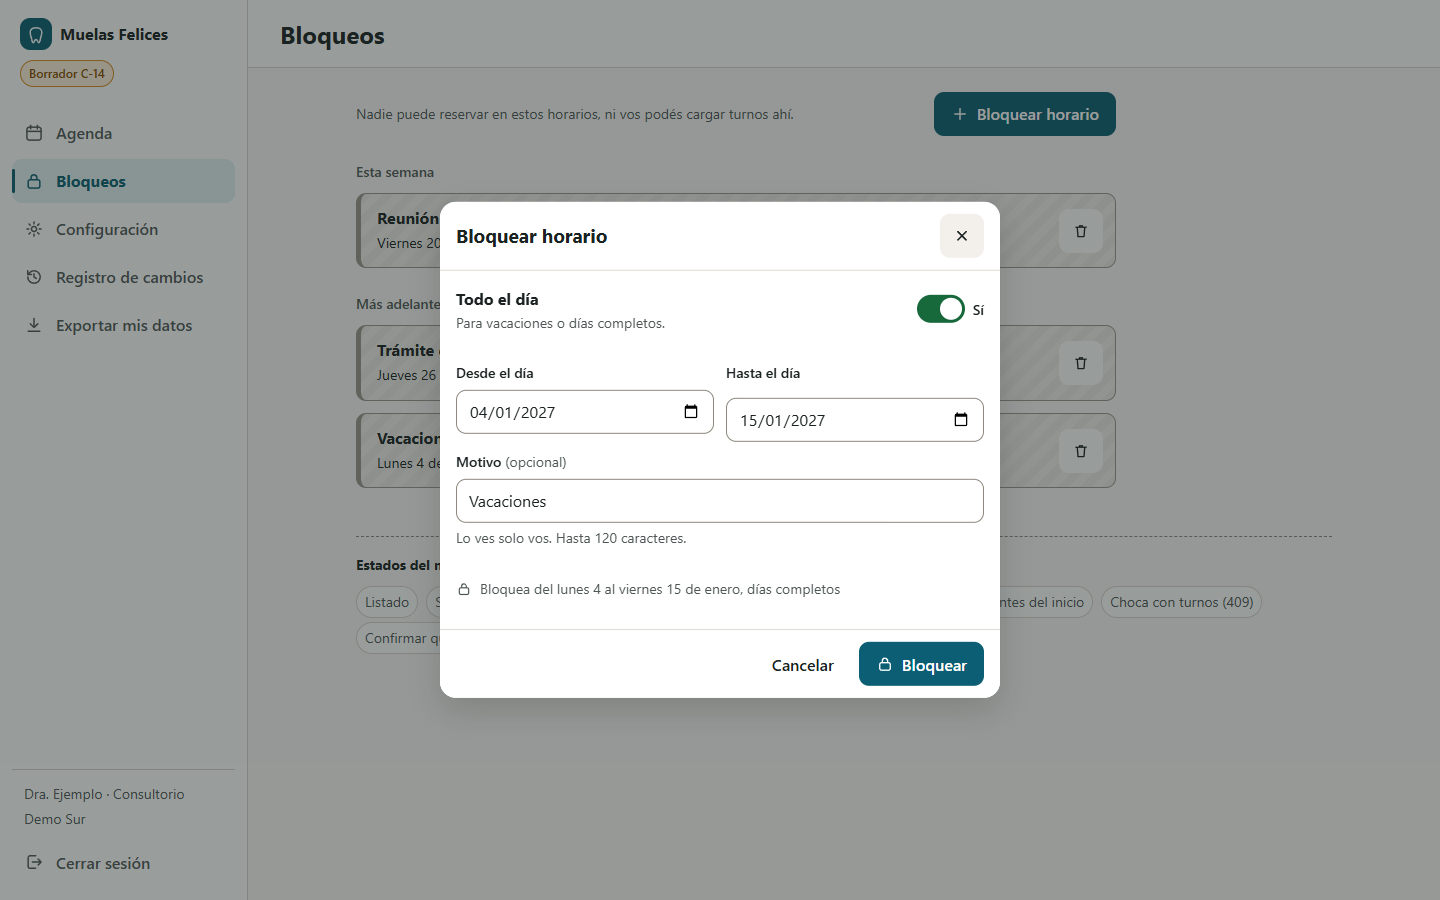 Muelas Felices
Borrador C-14
Agenda
Bloqueos
Configuración
Registro de cambios
Exportar mis datos
Dra. Ejemplo · Consultorio
Demo Sur
Cerrar sesión
Bloqueos
Nadie puede reservar en estos horarios, ni vos podés cargar turnos ahí.
Bloquear horario
Esta semana
Reunión
Viernes 20
Más adelante
Trámite
Jueves 26
Lunes 4
Estados del
Listado
del inicio
Choca con turnos (409)
Confirmar
Bloquear horario
Todo el día
Sí
Para vacaciones o días completos.
Desde el día
Hasta el día
04/01/2027
15/01/2027
Motivo (opcional)
Vacaciones
Lo ves solo vos. Hasta 120 caracteres.
Bloquea del lunes 4 al viernes 15 de enero, días completos
Cancelar
Bloquear